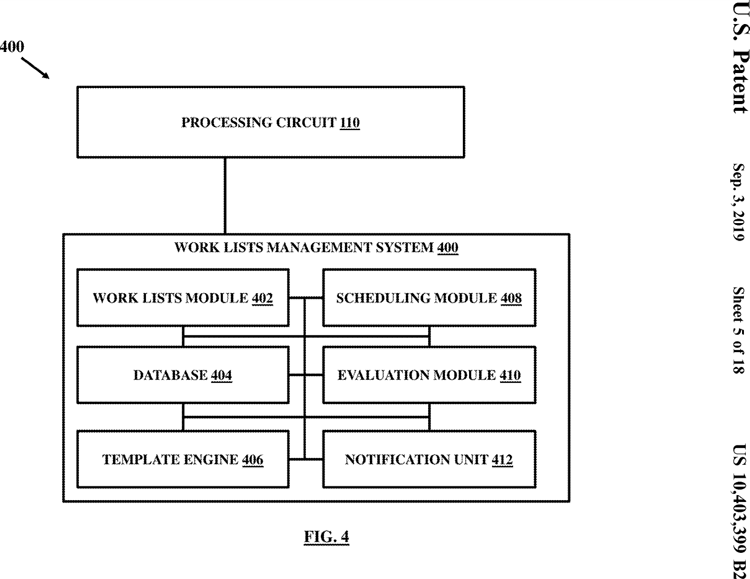 U.S. Patent
Sep. 3, 2019
Sheet 5 of 18
US 10,403,399 B2
400
PROCESSING CIRCUIT 110
WORK LISTS MANAGEMENT SYSTEM 400
WORK LISTS MODULE 402
SCHEDULING MODULE 408
DATABASE 404
EVALUATION MODULE 410
TEMPLATE ENGINE 406
NOTIFICATION UNIT 412
FIG. 4